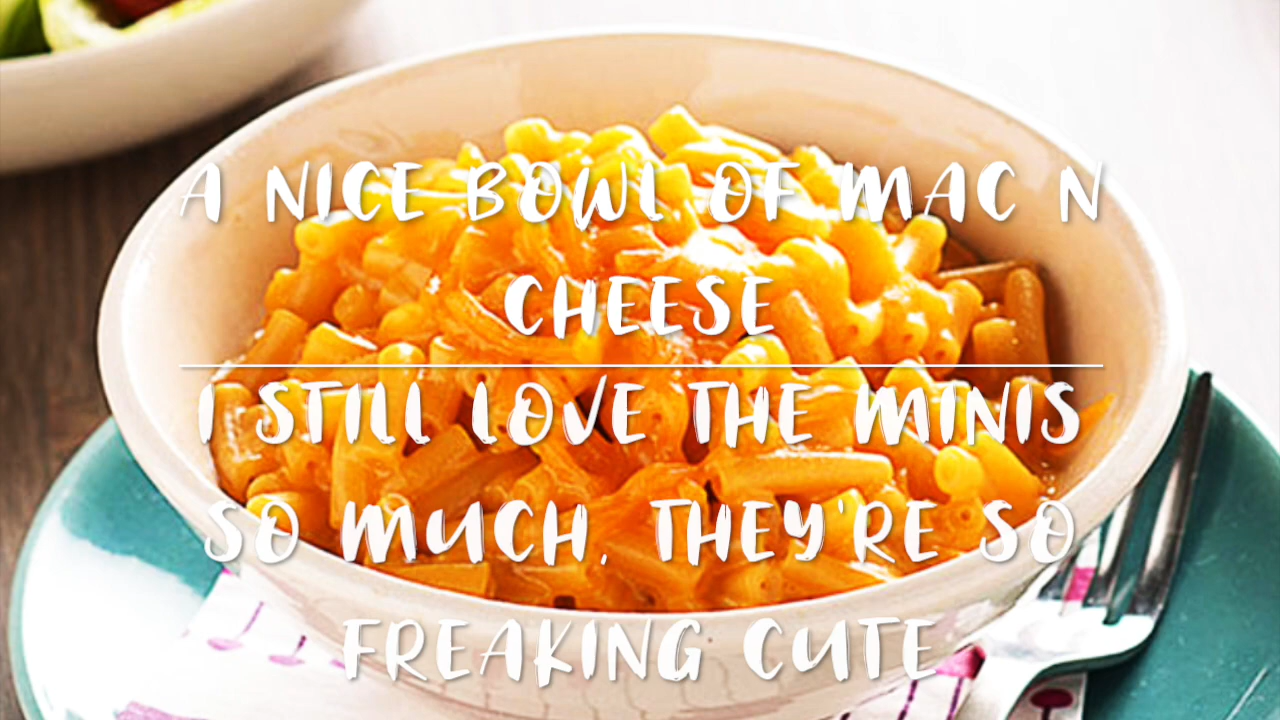 A NICE BOWL OF MAC N
CHEESE
I STILL LOVE THE MINIS
SO MUCH, THEY'RE SO
FREAKING CUTE